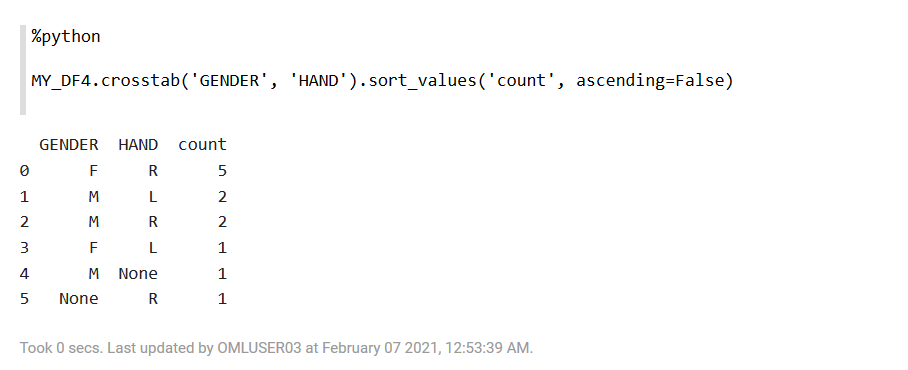 %python
MY_DF4.crosstab('GENDER', 'HAND').sort_values('count', ascending=False)
GENDER HAND count
0 F R 5
1 M L 2
2 M R 2
3 F L 1
4 M None 1
5 None R 1
Took 0 secs. Last updated by OMLUSER03 at February 07 2021, 12:53:39 AM.